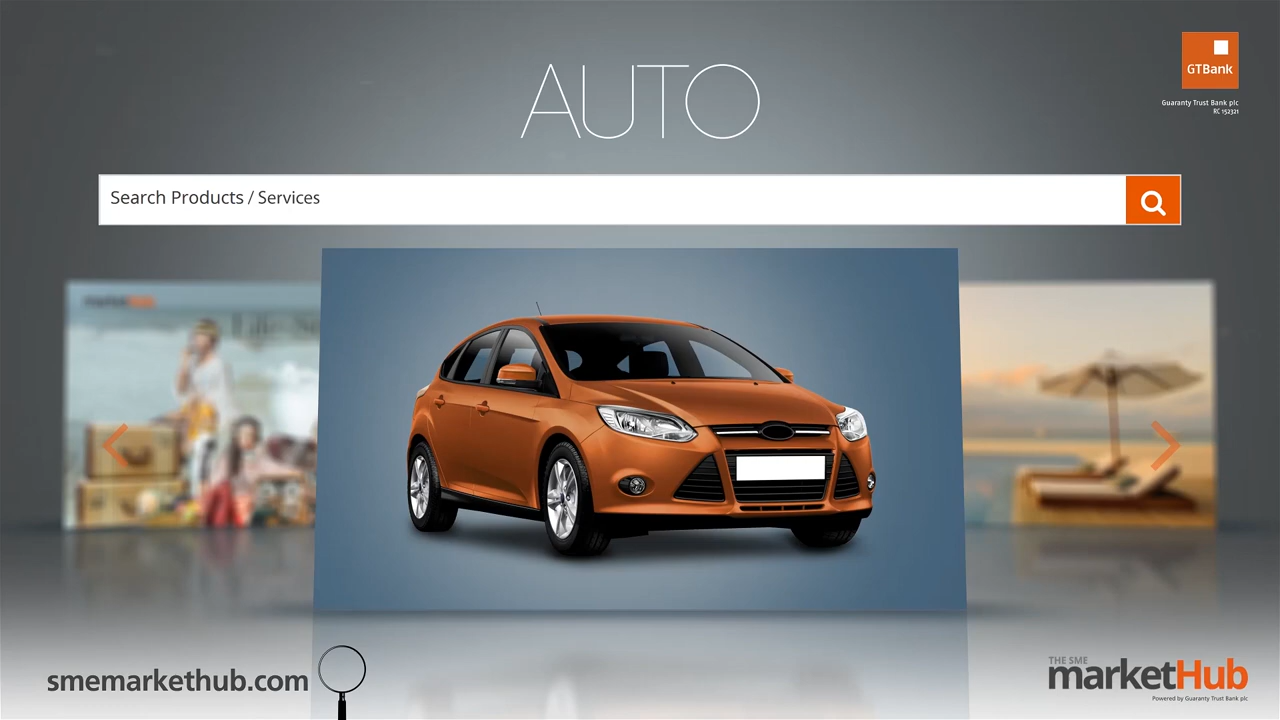 AUTO
GTBank
Guaranty Trust Bank plc
RC 152321
Search Products / Services
marketHub
smemarkethub.com
THE SME
marketHub
Powered by Guaranty Trust Bank plc